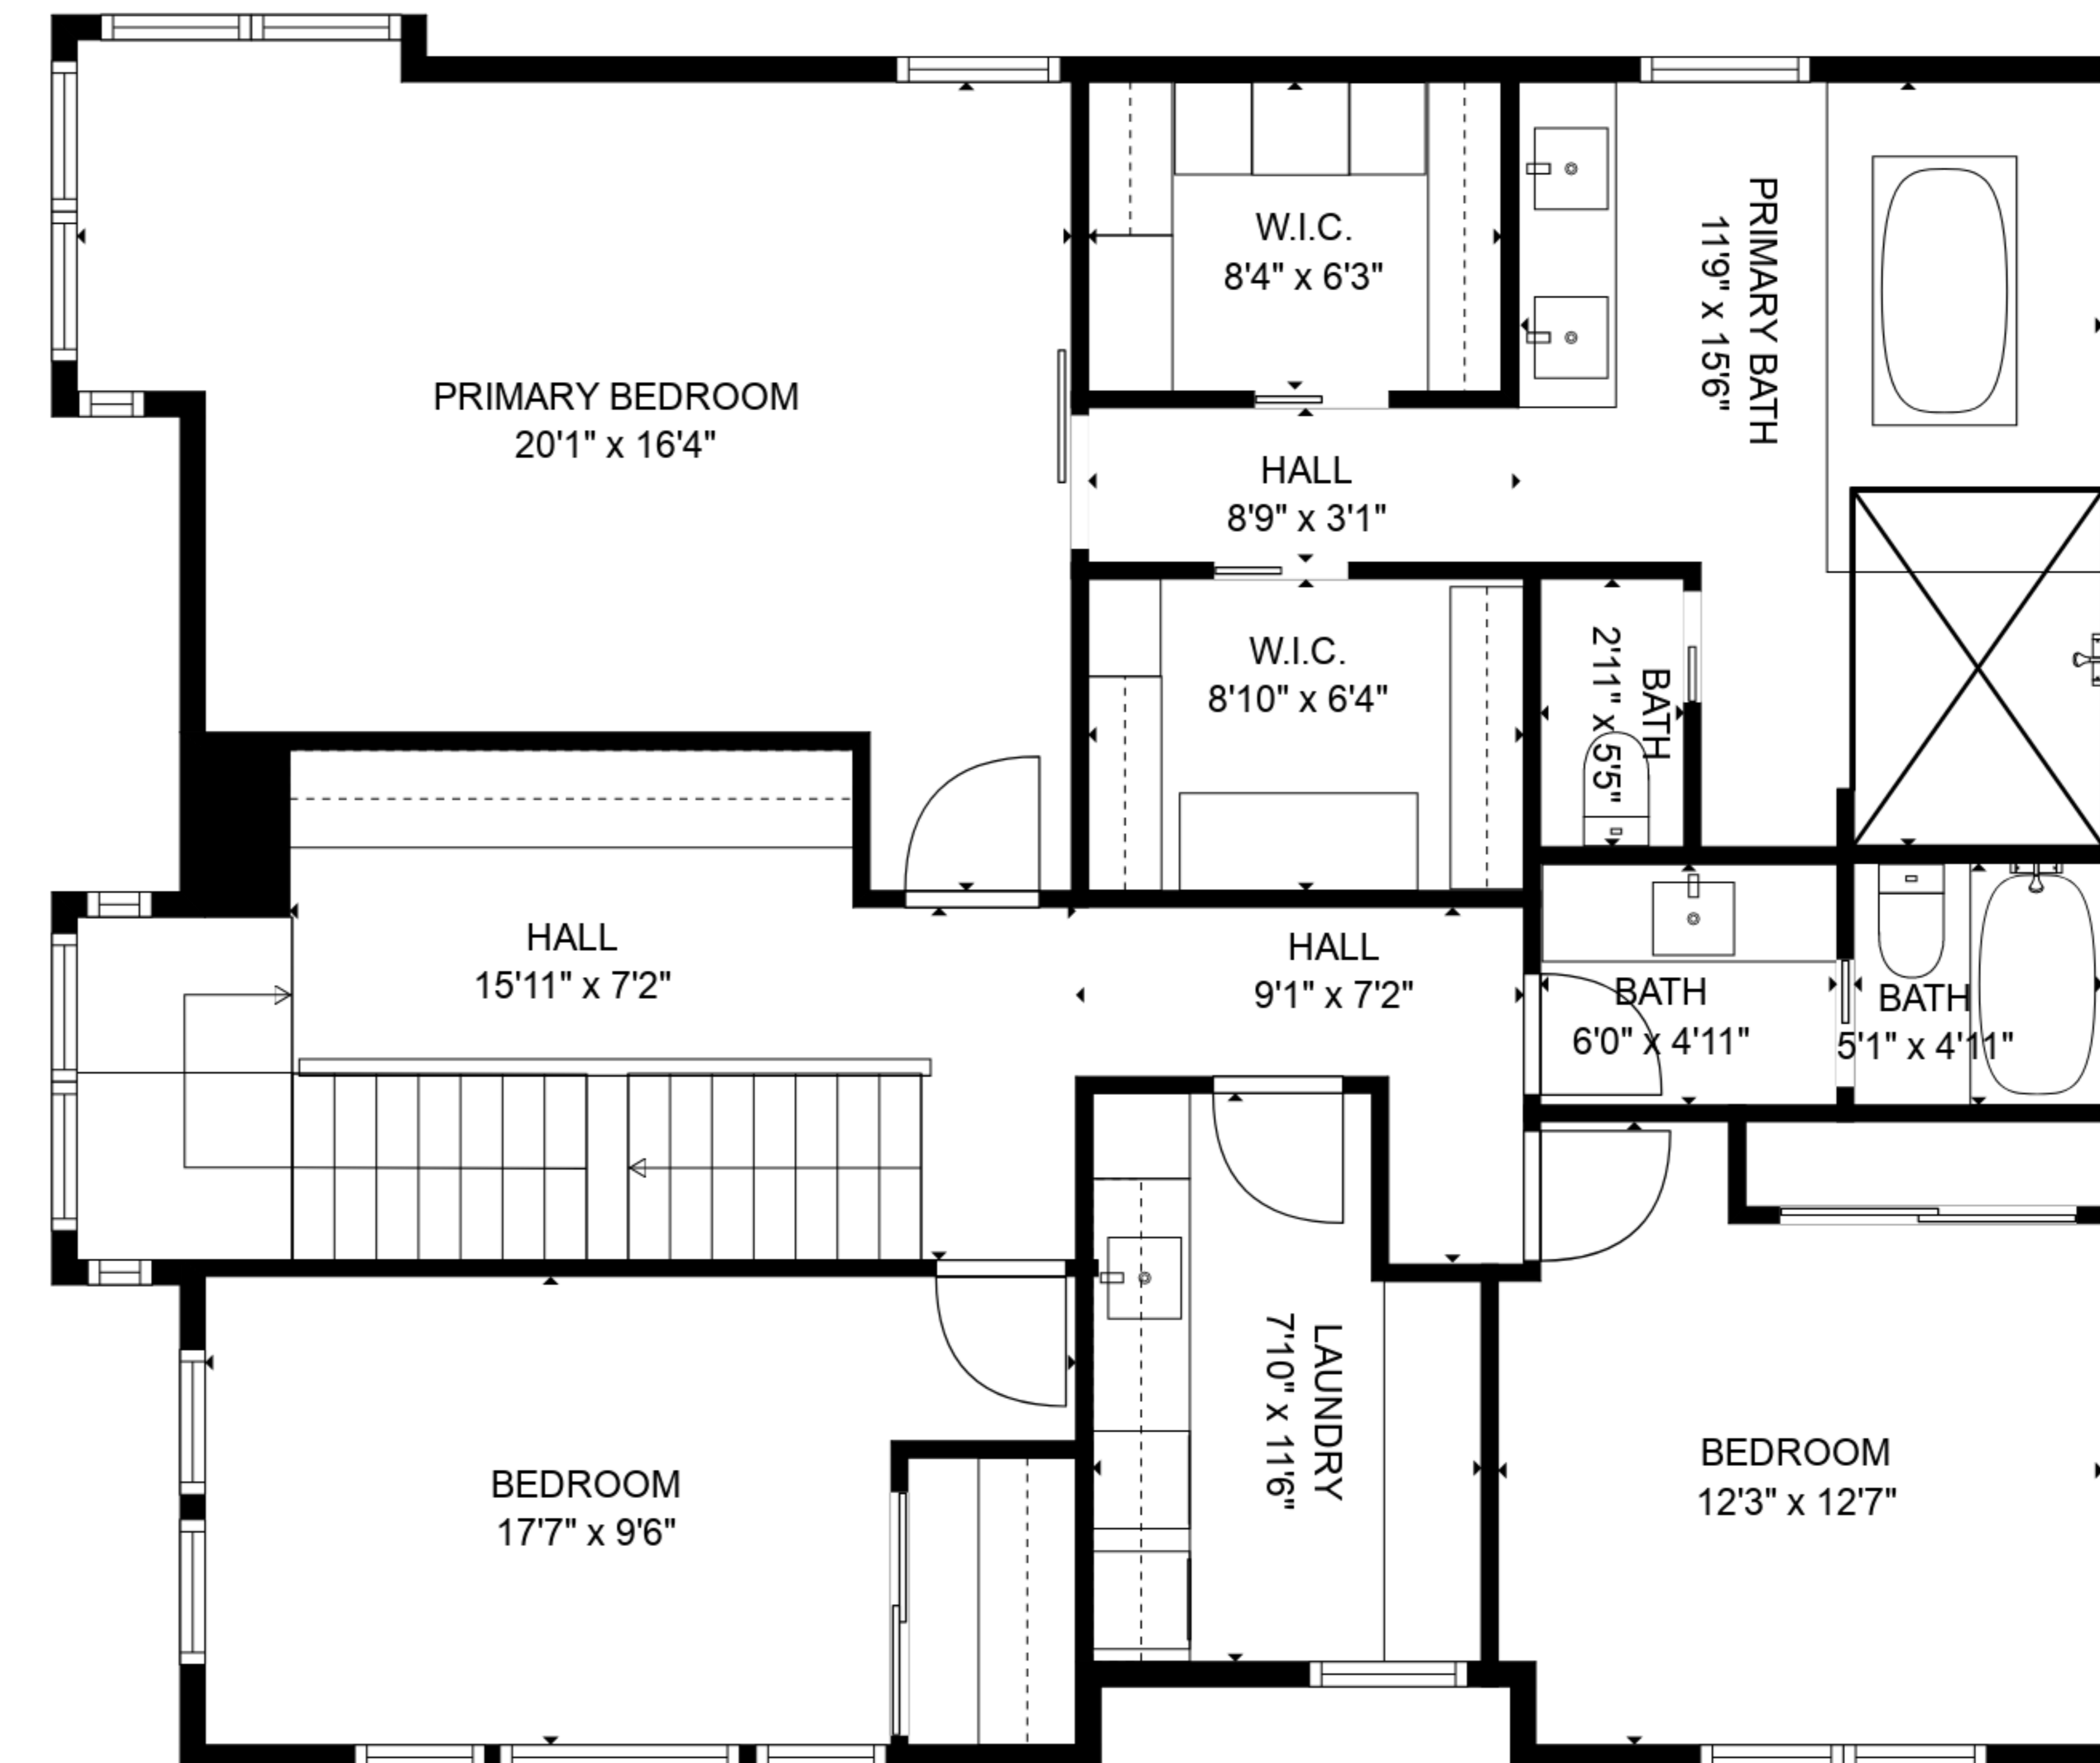 W.I.C.
8'4" x 6'3"
PRIMARY BATH
11'9" x 15'6"
PRIMARY BEDROOM
20'1" x 16'4"
HALL
8'9" x 3'1"
W.I.C.
8'10" x 6'4"
BATH
2'11" x 5'5"
HALL
15'11" x 7'2"
HALL
9'1" x 7'2"
BATH
6'0" x 4'11"
BATH
5'1" x 4'11"
LAUNDRY
7'10" x 11'6"
BEDROOM
17'7" x 9'6"
BEDROOM
12'3" x 12'7"